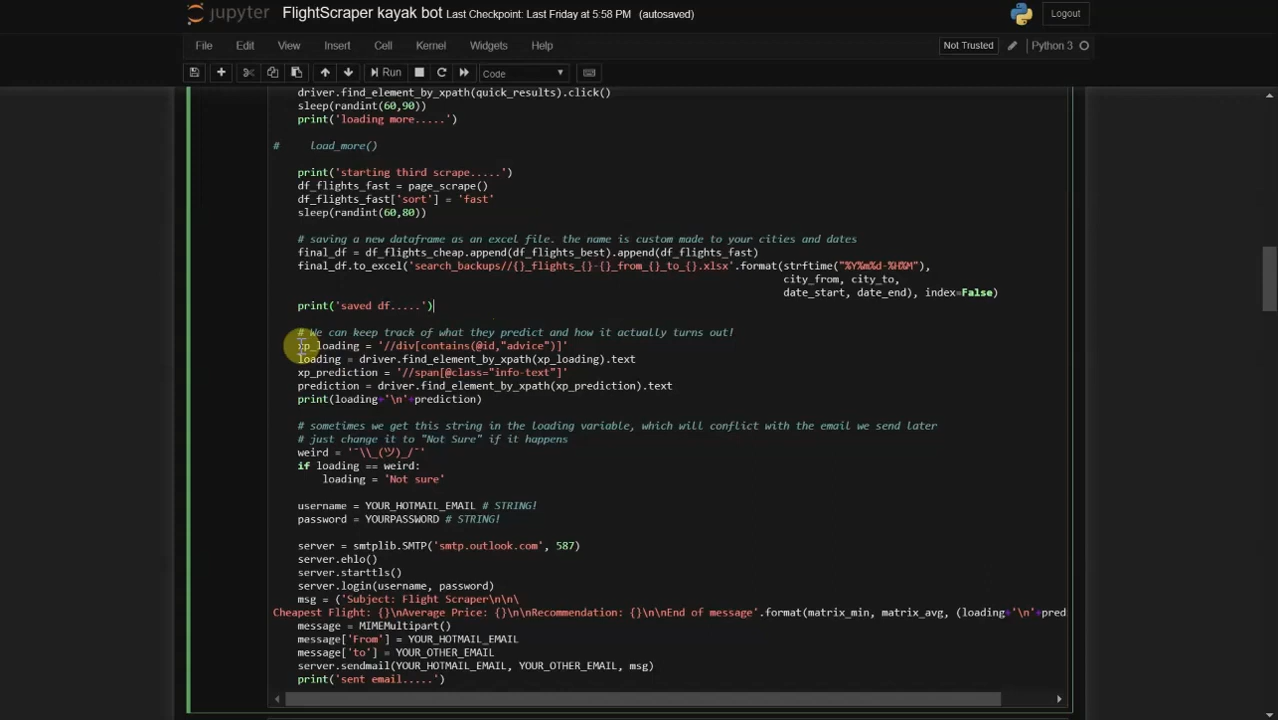 jupyter FlightScraper kayak bot Last Checkpoint: Last Friday at 5:58 PM (autosaved) Logout
File Edit View Insert Cell Kernel Widgets Help Not Trusted Python 3
Run Code
driver.find_element_by_xpath(quick_results).click()
sleep(randint(60,90))
print('loading more.....')
# load_more()
print('starting third scrape.....')
df_flights_fast = page_scrape()
df_flights_fast['sort'] = 'fast'
sleep(randint(60,80))
# saving a new dataframe as an excel file. the name is custom made to your cities and dates
final_df = df_flights_cheap.append(df_flights_best).append(df_flights_fast)
final_df.to_excel('search_backups//{}_flights_{}-{}_from_{}_to_{}.xlsx'.format(strftime("%Y%m%d-%H%M"),
city_from, city_to,
date_start, date_end), index=False)
print('saved df.....')
# We can keep track of what they predict and how it actually turns out!
xp_loading = '//div[contains(@id,"advice")]'
loading = driver.find_element_by_xpath(xp_loading).text
xp_prediction = '//span[@class="info-text"]'
prediction = driver.find_element_by_xpath(xp_prediction).text
print(loading+'\n'+prediction)
# sometimes we get this string in the loading variable, which will conflict with the email we send later
# just change it to "Not Sure" if it happens
weird = '¯\\_(ツ)_/¯'
if loading == weird:
loading = 'Not sure'
username = YOUR_HOTMAIL_EMAIL # STRING!
password = YOURPASSWORD # STRING!
server = smtplib.SMTP('smtp.outlook.com', 587)
server.ehlo()
server.starttls()
server.login(username, password)
msg = ('Subject: Flight Scraper\n\n\
Cheapest Flight: {}\nAverage Price: {}\n\nRecommendation: {}\n\nEnd of message'.format(matrix_min, matrix_avg, (loading+'\n'+pred
message = MIMEMultipart()
message['From'] = YOUR_HOTMAIL_EMAIL
message['to'] = YOUR_OTHER_EMAIL
server.sendmail(YOUR_HOTMAIL_EMAIL, YOUR_OTHER_EMAIL, msg)
print('sent email.....')